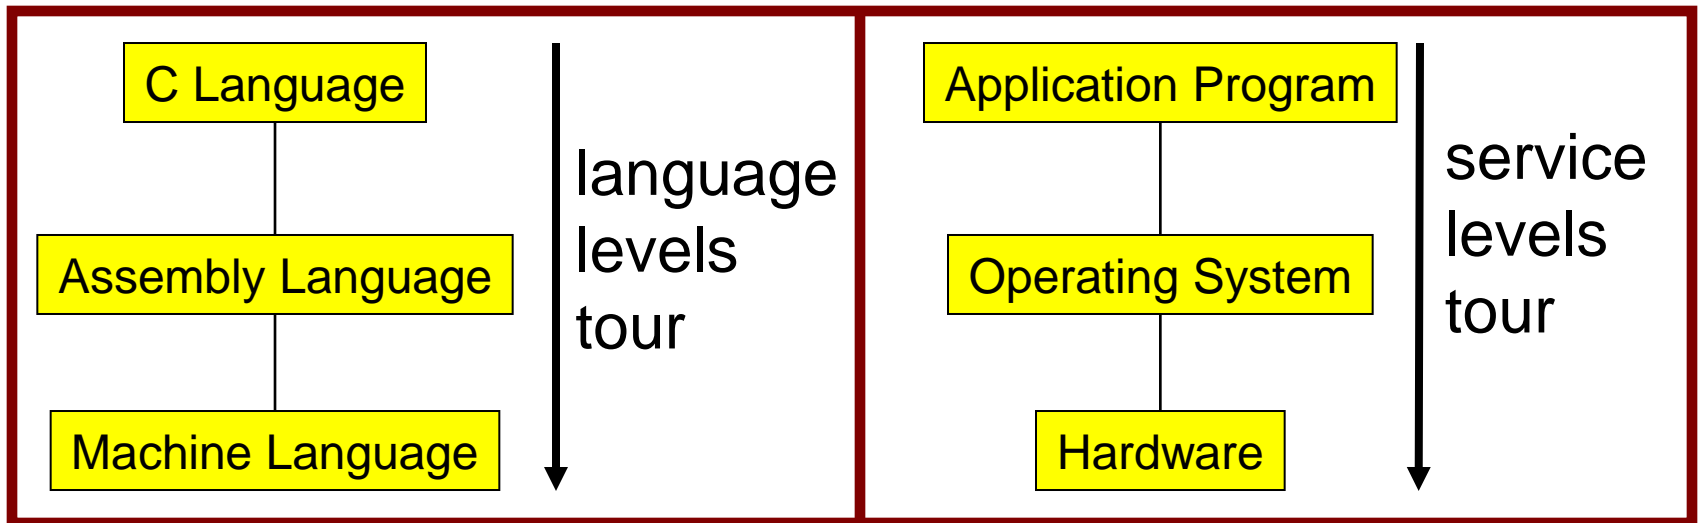 C Language
Assembly Language
Machine Language
language
levels
tour
Application Program
Operating System
Hardware
service
levels
tour